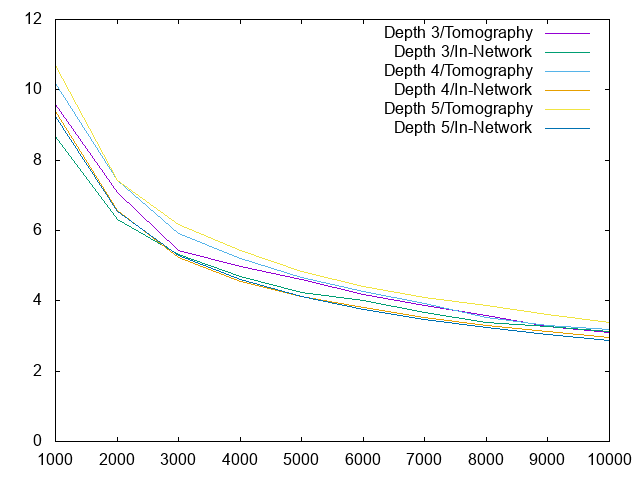 12
10
8
6
4
2
0
Depth 3/Tomography
Depth 3/In-Network
Depth 4/Tomography
Depth 4/In-Network
Depth 5/Tomography
Depth 5/In-Network
1000 2000 3000 4000 5000 6000 7000 8000 9000 10000